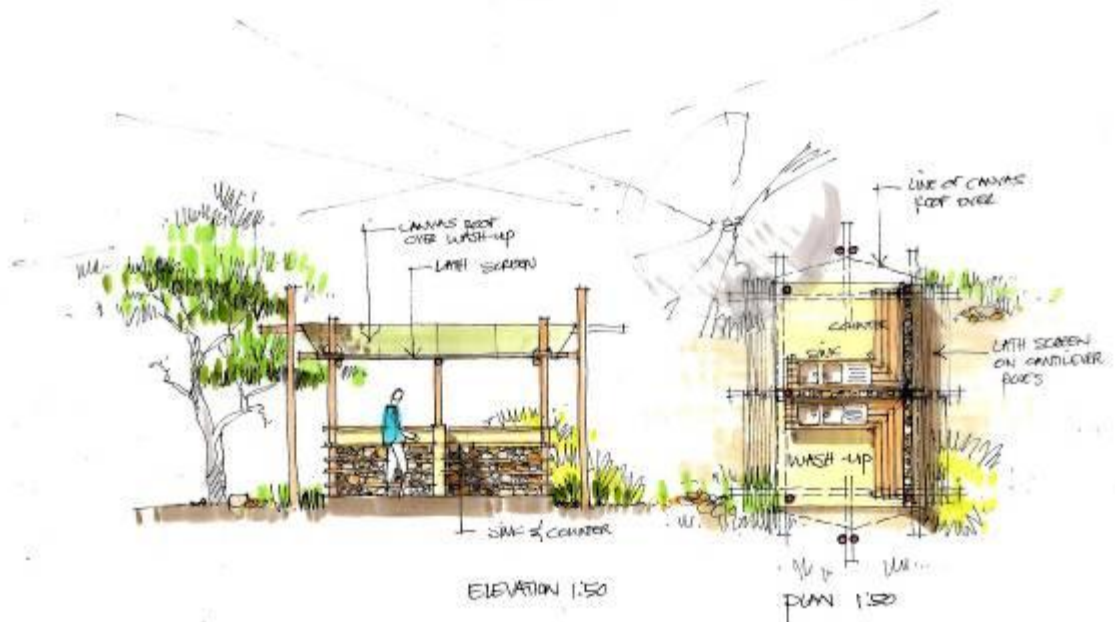 CANVAS ROOF
OVER WASH-UP
LATH SCREEN
SINK & COUNTER
ELEVATION 1:50
LINE OF CANVAS
ROOF OVER
COUNTER
SINK
LATH SCREEN
ON CANTILEVER
POLES
WASH-UP
PLAN 1:50